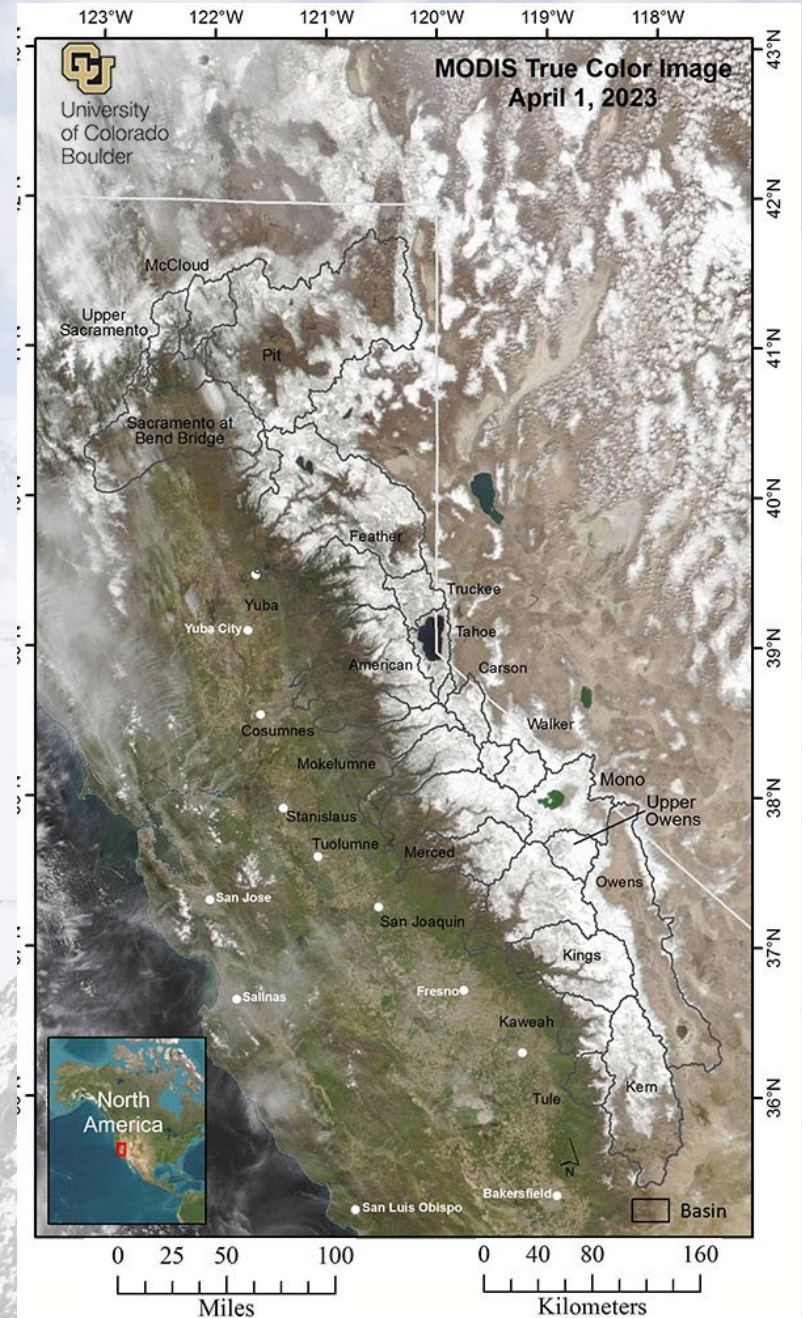 123°W 122°W 121°W 120°W 119°W 118°W
CU
University
of Colorado
Boulder
MODIS True Color Image
April 1, 2023
43°N
42°N
41°N
40°N
39°N
38°N
37°N
36°N
McCloud
Upper
Sacramento
Pit
Sacramento at
Bend Bridge
Feather
Truckee
Yuba
Yuba City
Tahoe
American
Carson
Walker
Cosumnes
Mokelumne
Mono
Upper
Owens
Stanislaus
Tuolumne
Merced
Owens
San Jose
San Joaquin
Kings
Salinas
Fresno
Kaweah
Kern
Tule
North
America
N
San Luis Obispo
Bakersfield
Basin
0 25 50 100
Miles
0 40 80 160
Kilometers